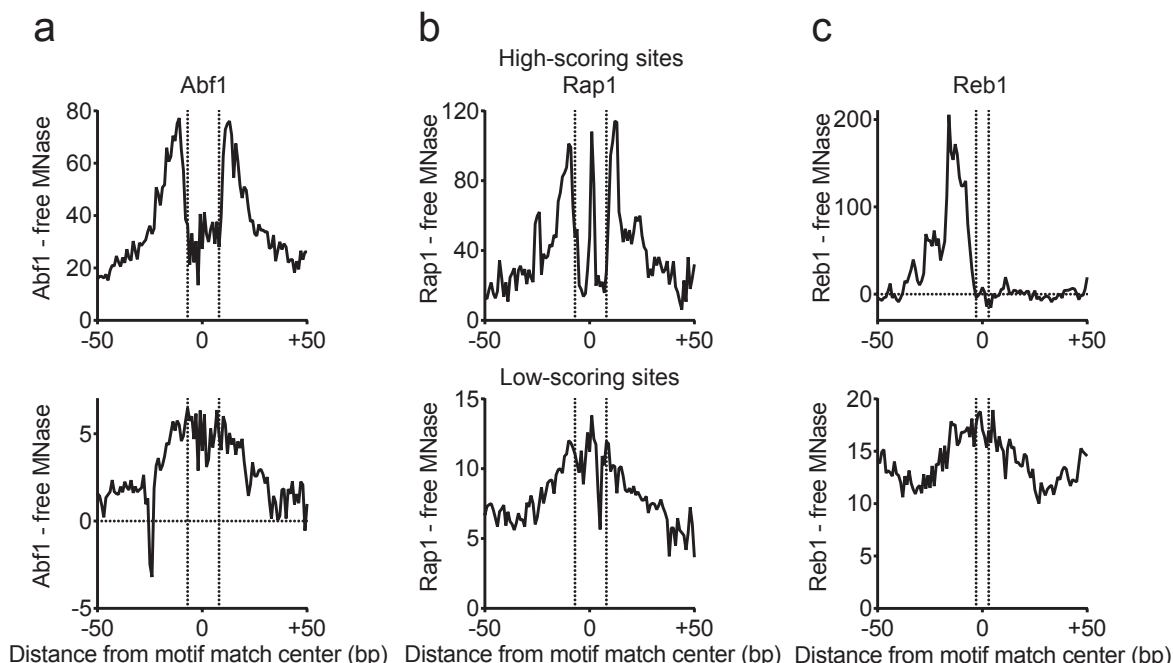 a
b
c
High-scoring sites
Abf1
Rap1
Reb1
Abf1 - free MNase
80
60
40
20
0
-50
0
+50
Rap1 - free MNase
120
80
40
0
-50
0
+50
Reb1 - free MNase
200
100
0
-50
0
+50
Low-scoring sites
Abf1 - free MNase
5
0
-5
-50
0
+50
Distance from motif match center (bp)
Rap1 - free MNase
15
10
5
0
-50
0
+50
Distance from motif match center (bp)
Reb1 - free MNase
20
15
10
5
0
-50
0
+50
Distance from motif match center (bp)